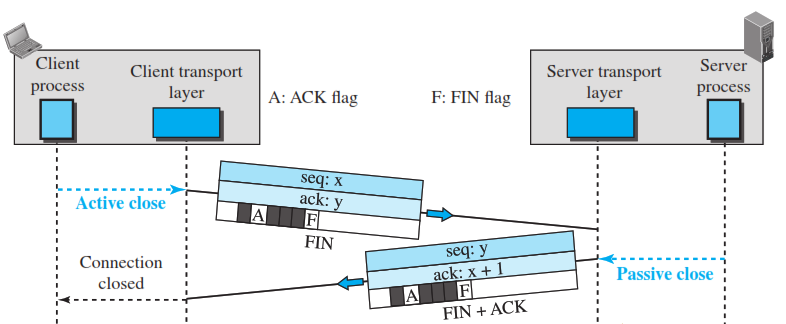 Client
process
Client transport
layer
A: ACK flag
F: FIN flag
Server transport
layer
Server
process
seq: x
ack: y
A F
FIN
Active close
seq: y
ack: x + 1
A F
FIN + ACK
Passive close
Connection
closed